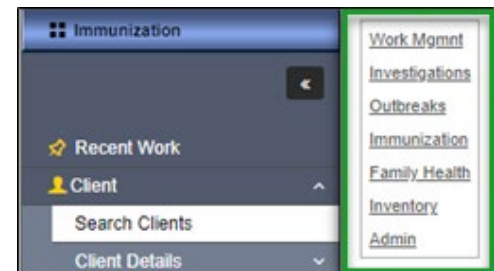 Immunization
Recent Work
Client
Search Clients
Client Details
Work Mgmnt
Investigations
Outbreaks
Immunization
Family Health
Inventory
Admin